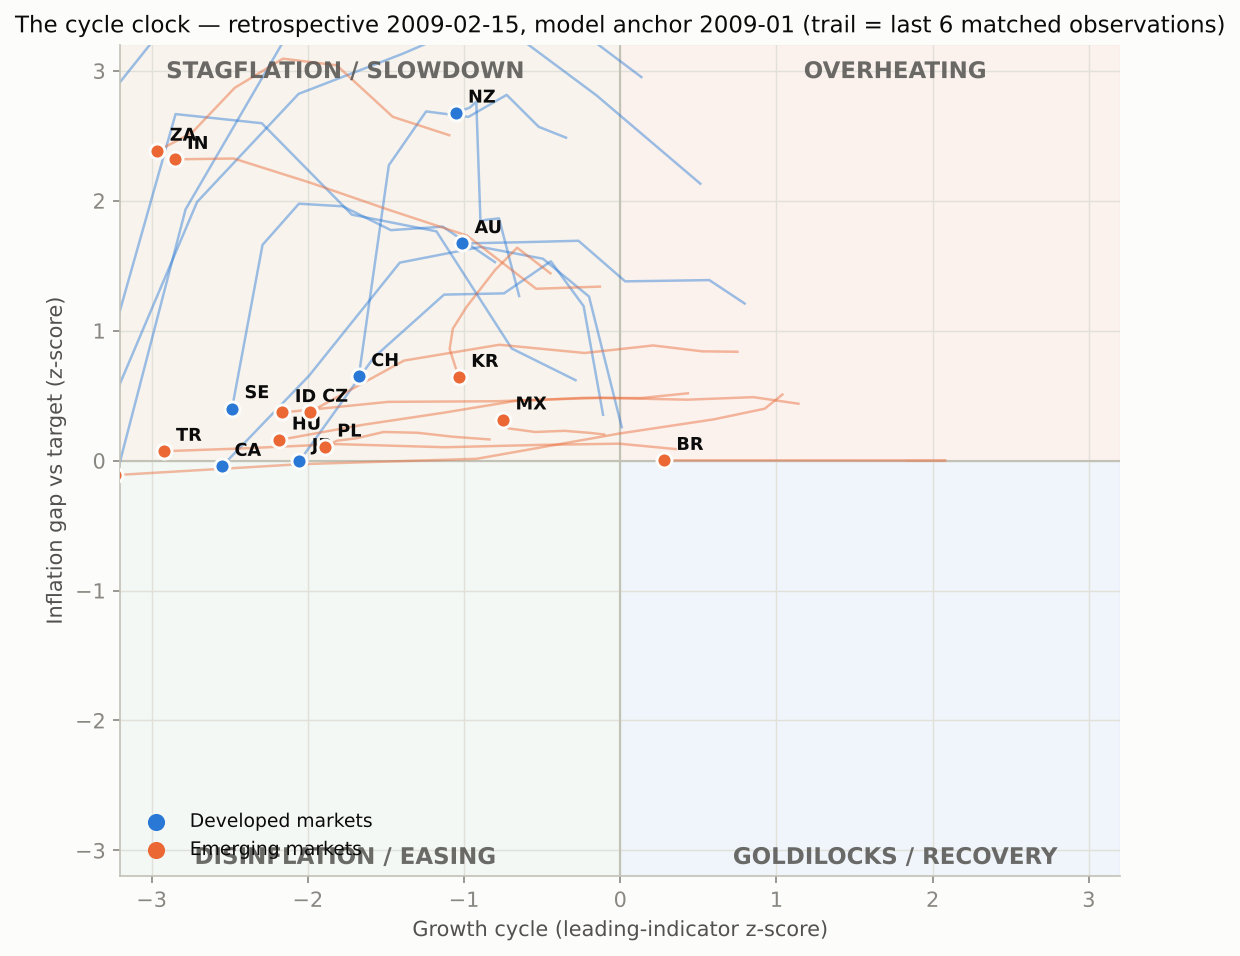 The cycle clock — retrospective 2009-02-15, model anchor 2009-01 (trail = last 6 matched observations)
STAGFLATION / SLOWDOWN
OVERHEATING
NZ
ZA
IN
AU
CH
KR
SE
ID
CZ
MX
HU
PL
TR
CA
BR
3
2
1
0
−1
−2
−3
Inflation gap vs target (z-score)
Developed markets
Emerging markets
DISINFLATION / EASING
GOLDILOCKS / RECOVERY
−3
−2
−1
0
1
2
3
Growth cycle (leading-indicator z-score)